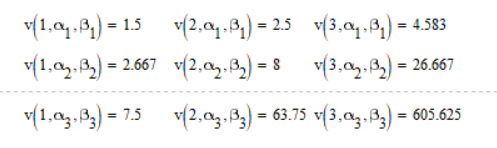 v(1,α₁,β₁) = 1.5 v(2,α₁,β₁) = 2.5 v(3,α₁,β₁) = 4.583
v(1,α₂,β₂) = 2.667 v(2,α₂,β₂) = 8 v(3,α₂,β₂) = 26.667
v(1,α₃,β₃) = 7.5 v(2,α₃,β₃) = 63.75 v(3,α₃,β₃) = 605.625